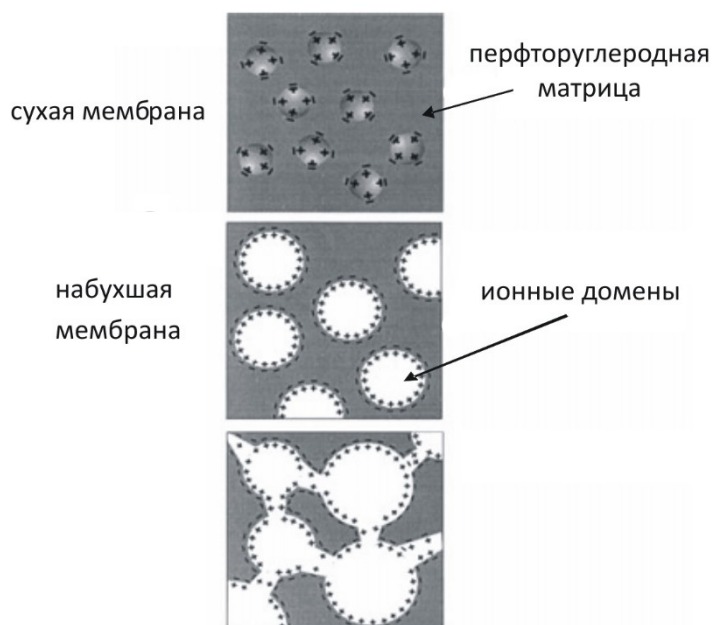 перфторуглеродная
матрица
сухая мембрана
набухшая
мембрана
ионные домены